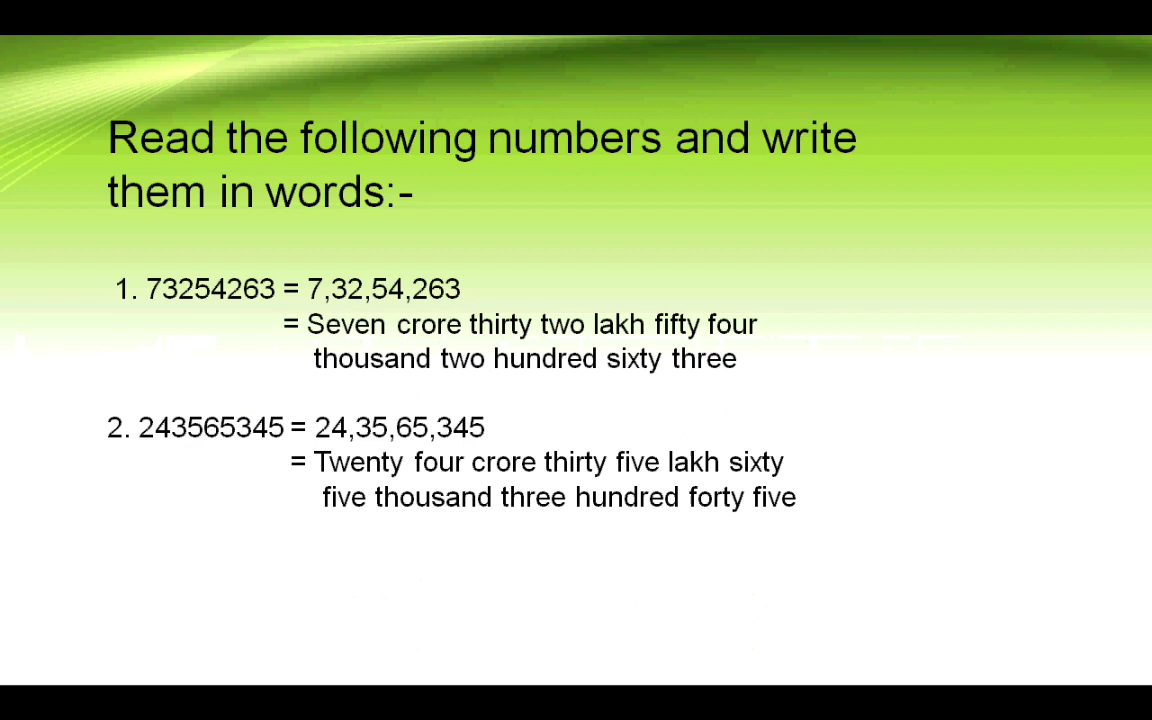 Read the following numbers and write
them in words:-
1. 73254263 = 7,32,54,263
= Seven crore thirty two lakh fifty four
thousand two hundred sixty three
2. 243565345 = 24,35,65,345
= Twenty four crore thirty five lakh sixty
five thousand three hundred forty five